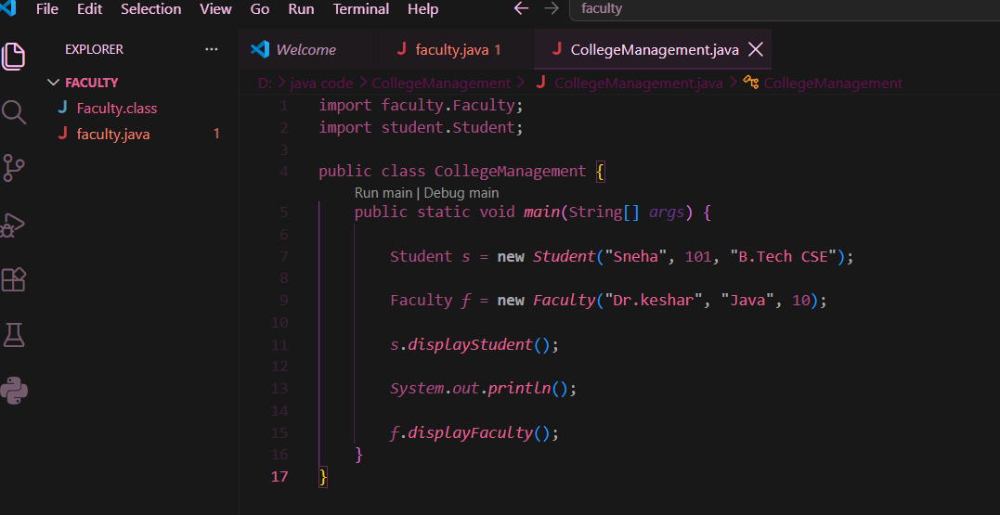 File Edit Selection View Go Run Terminal Help ← → faculty
EXPLORER ... Welcome J faculty.java 1 J CollegeManagement.java ×
D: > java code > CollegeManagement > J CollegeManagement.java > CollegeManagement
FACULTY
J Faculty.class
J faculty.java 1
1 import faculty.Faculty;
2 import student.Student;
3
4 public class CollegeManagement {
Run main | Debug main
5 public static void main(String[] args) {
6
7 Student s = new Student("Sneha", 101, "B.Tech CSE");
8
9 Faculty f = new Faculty("Dr.keshar", "Java", 10);
10
11 s.displayStudent();
12
13 System.out.println();
14
15 f.displayFaculty();
16 }
17 }